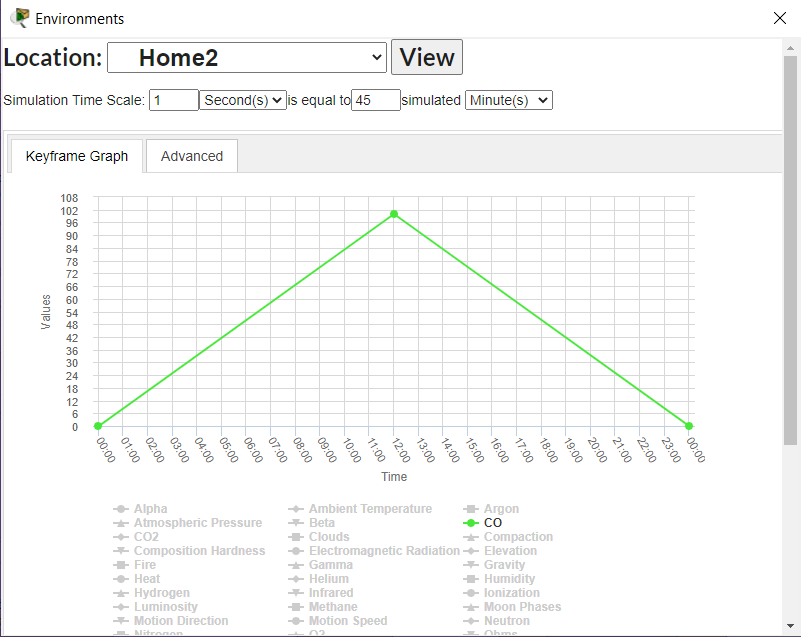 Environments
Location: Home2 View
Simulation Time Scale: 1 Second(s) is equal to 45 simulated Minute(s)
Keyframe Graph Advanced
108
102
96
90
84
78
72
66
60
54
48
42
36
30
24
18
12
6
0
Values
00:00 01:00 02:00 03:00 04:00 05:00 06:00 07:00 08:00 09:00 10:00 11:00 12:00 13:00 14:00 15:00 16:00 17:00 18:00 19:00 20:00 21:00 22:00 23:00 00:00
Time
Alpha Ambient Temperature Argon
Atmospheric Pressure Beta CO
CO2 Clouds Compaction
Composition Hardness Electromagnetic Radiation Elevation
Fire Gamma Gravity
Heat Helium Humidity
Hydrogen Infrared Ionization
Luminosity Methane Moon Phases
Motion Direction Motion Speed Neutron
Nitrogen O2 Ohms